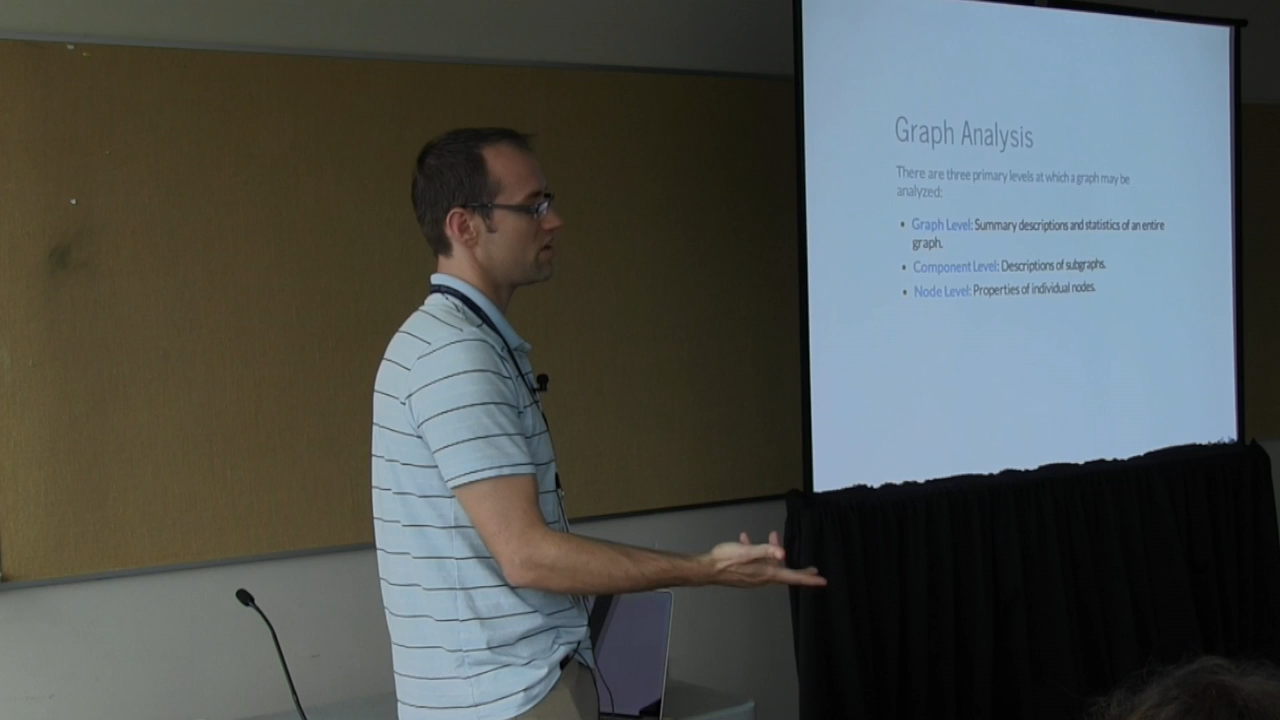 Graph Analysis
There are three primary levels at which a graph may be
analyzed:
• Graph Level: Summary descriptions and statistics of an entire
graph.
• Component Level: Descriptions of subgraphs.
• Node Level: Properties of individual nodes.